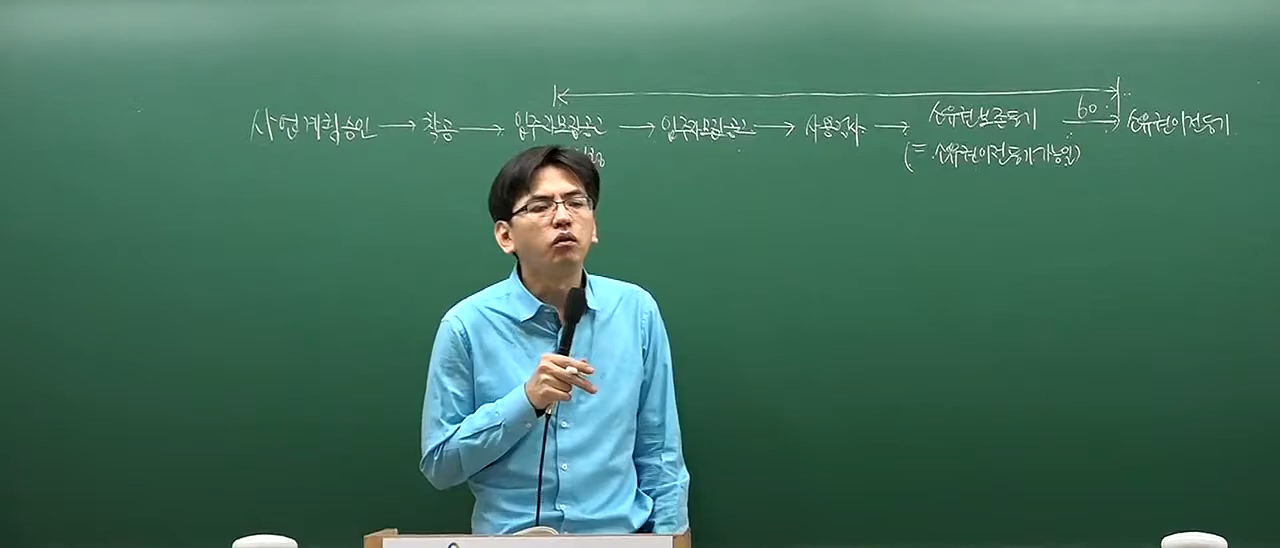 60
사업계획승인 → 착공 → 입주자모집공고 → 입주자모집공고 → 사용검사 → 소유권보존등기 → 소유권이전등기
(= 소유권이전등기가능일)